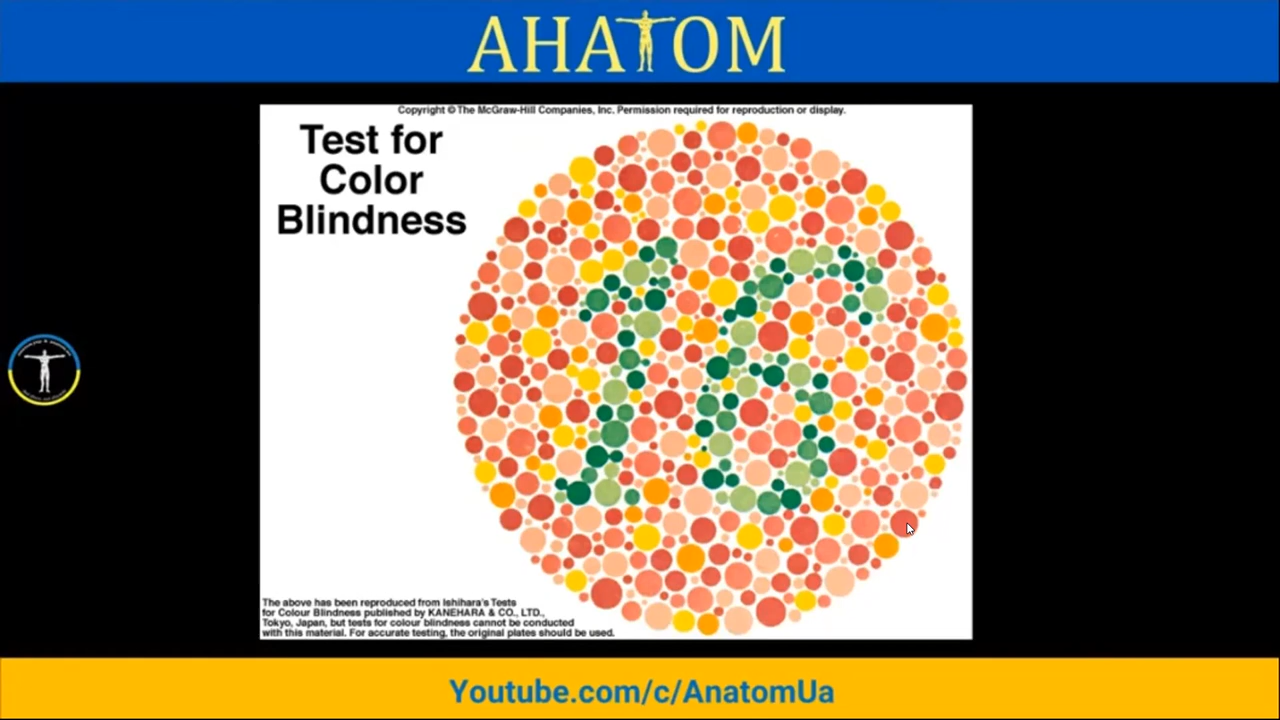 AHATOM
Copyright © The McGraw-Hill Companies, Inc. Permission required for reproduction or display.
Test for
Color
Blindness
16
The above has been reproduced from Ishihara's Tests
for Colour Blindness published by KANEHARA & CO., LTD.,
Tokyo, Japan, but tests for colour blindness cannot be conducted
with this material. For accurate testing, the original plates should be used.
Youtube.com/c/AnatomUa